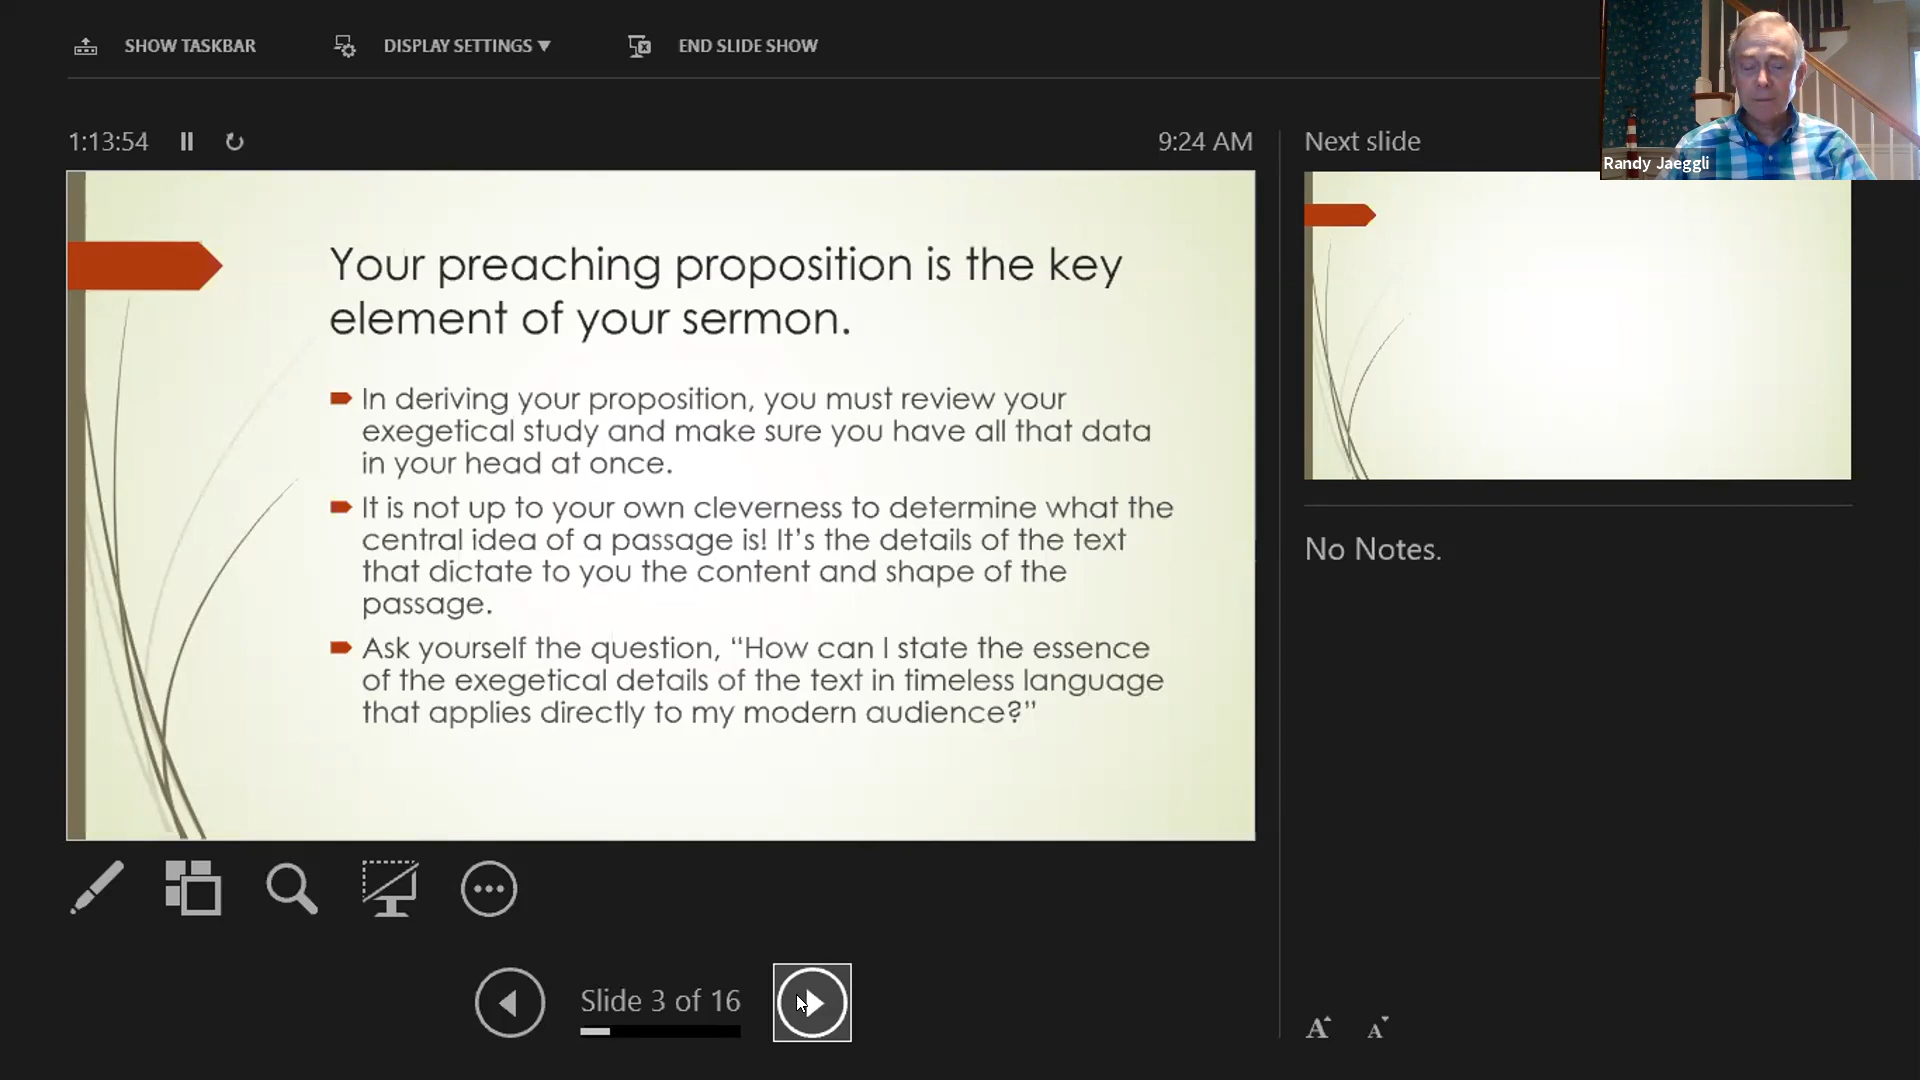 SHOW TASKBAR
DISPLAY SETTINGS ▼
END SLIDE SHOW
Randy Jaeggli
1:13:54
9:24 AM
Next slide
Your preaching proposition is the key
element of your sermon.
In deriving your proposition, you must review your
exegetical study and make sure you have all that data
in your head at once.
It is not up to your own cleverness to determine what the
central idea of a passage is! It’s the details of the text
that dictate to you the content and shape of the
passage.
Ask yourself the question, “How can I state the essence
of the exegetical details of the text in timeless language
that applies directly to my modern audience?”
No Notes.
Slide 3 of 16
A A